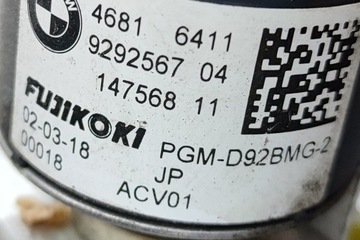 4681 6411
9292567 04
147568 11
FUJIKOKI
02-03-18 PGM-D92BMG-2
00018 JP
ACV01